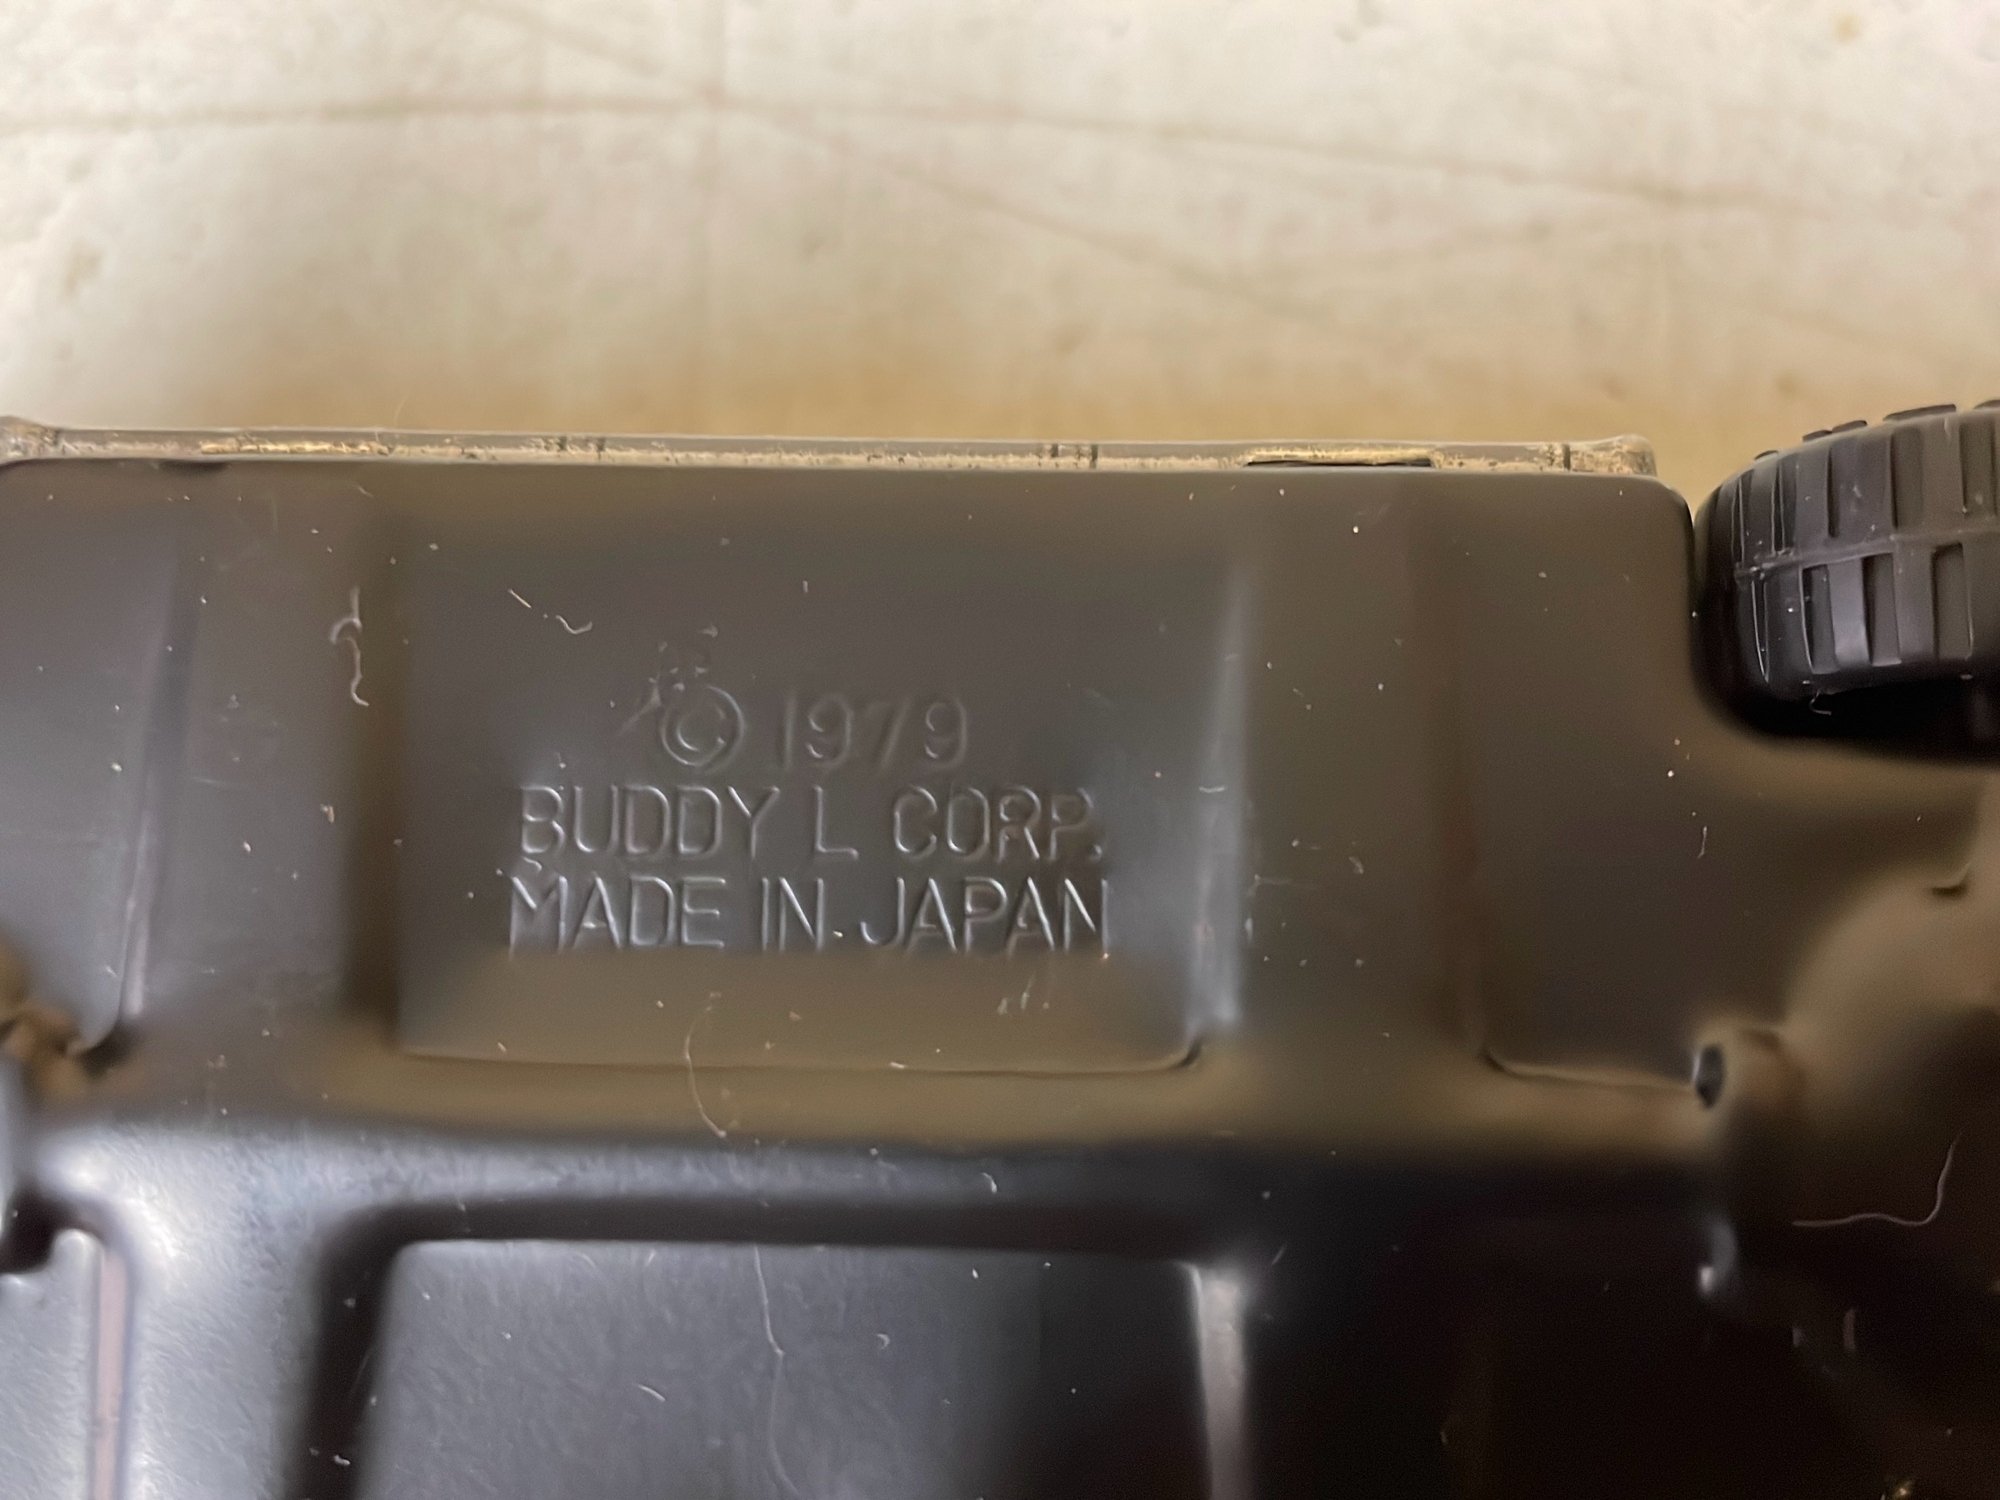 © 1979
BUDDY L CORP.
MADE IN JAPAN